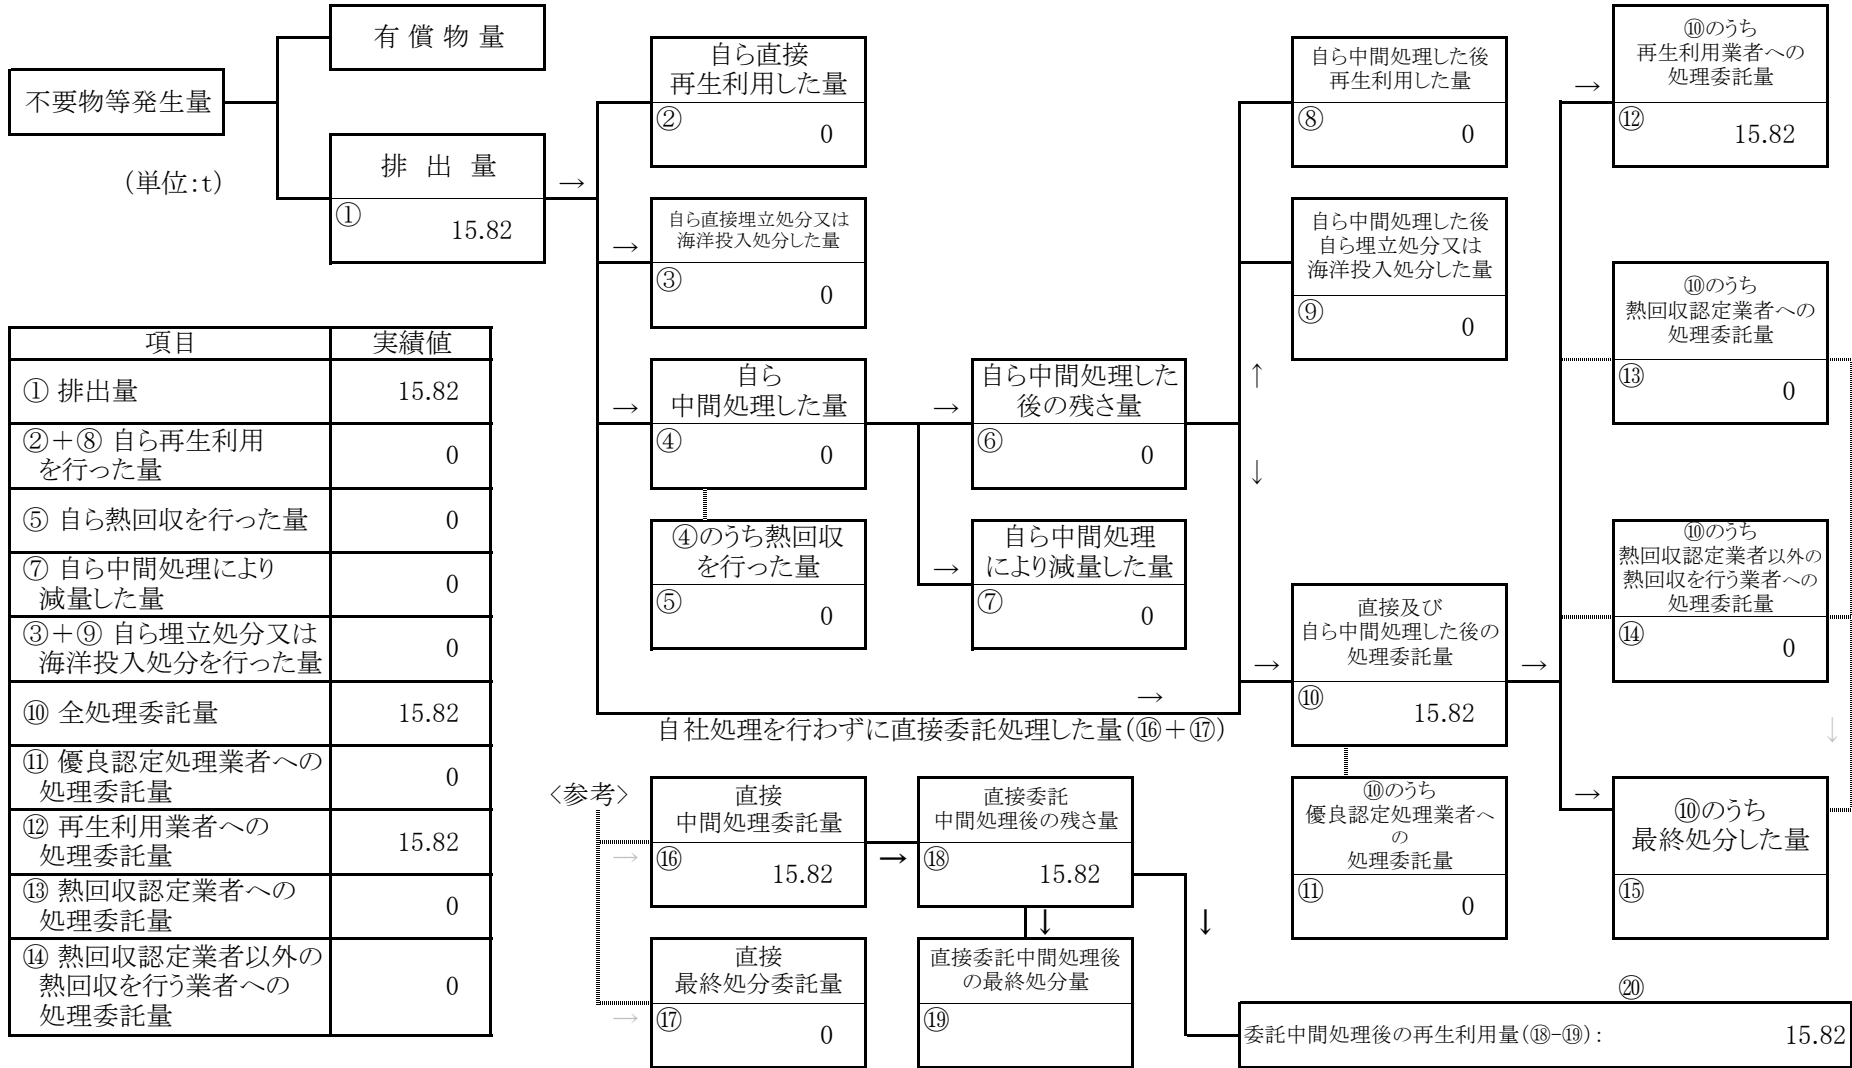 不要物等発生量
(単位:t)
有 償 物 量
排 出 量
①
15.82
→
自ら直接
再生利用した量
②
0
→
自ら直接埋立処分又は
海洋投入処分した量
③
0
→
自ら
中間処理した量
④
0
④のうち熱回収
を行った量
⑤
0
→
自ら中間処理した
後の残さ量
⑥
0
→
自ら中間処理
により減量した量
⑦
0
↑
↓
自ら中間処理した後
再生利用した量
⑧
0
自ら中間処理した後
自ら埋立処分又は
海洋投入処分した量
⑨
0
→
自社処理を行わずに直接委託処理した量(⑯+⑰)
→
直接及び
自ら中間処理した後の
処理委託量
⑩
15.82
→
⑩のうち
優良認定処理業者へ
の
処理委託量
⑪
0
→
⑩のうち
再生利用業者への
処理委託量
⑫
15.82
⑩のうち
熱回収認定業者への
処理委託量
⑬
0
⑩のうち
熱回収認定業者以外の
熱回収を行う業者への
処理委託量
⑭
0
↓
→
⑩のうち
最終処分した量
⑮
項目 実績値
① 排出量 15.82
②+⑧ 自ら再生利用
を行った量 0
⑤ 自ら熱回収を行った量 0
⑦ 自ら中間処理により
減量した量 0
③+⑨ 自ら埋立処分又は
海洋投入処分を行った量 0
⑩ 全処理委託量 15.82
⑪ 優良認定処理業者への
処理委託量 0
⑫ 再生利用業者への
処理委託量 15.82
⑬ 熱回収認定業者への
処理委託量 0
⑭ 熱回収認定業者以外の
熱回収を行う業者への 0
処理委託量
<参考>
→
直接
中間処理委託量
⑯
15.82
→
直接委託
中間処理後の残さ量
⑱
15.82
↓
↓
→
直接
最終処分委託量
⑰
0
直接委託中間処理後
の最終処分量
⑲
⑳
委託中間処理後の再生利用量(⑱-⑲): 15.82